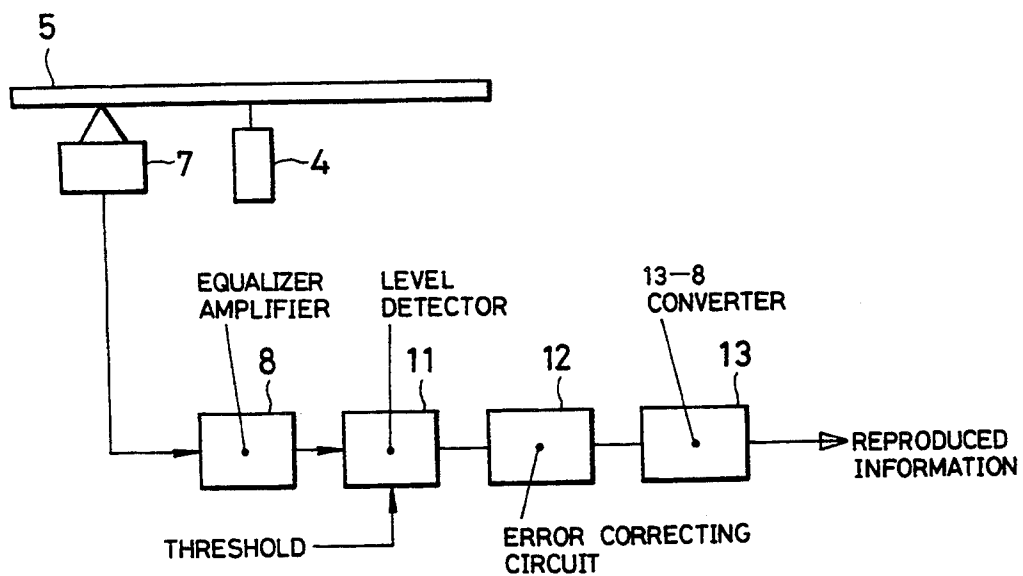 5
7
4
EQUALIZER
AMPLIFIER
LEVEL
DETECTOR
13-8
CONVERTER
8
11
12
13
REPRODUCED
INFORMATION
THRESHOLD
ERROR CORRECTING
CIRCUIT